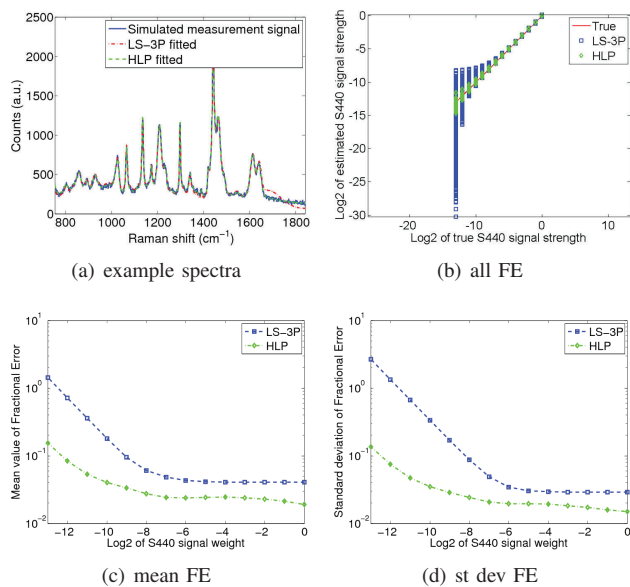 2500
2000
1500
1000
500
0
Counts (a.u.)
Simulated measurement signal
LS−3P fitted
HLP fitted
800 1000 1200 1400 1600 1800
Raman shift (cm⁻¹)
(a) example spectra
0
−5
−10
−15
−20
−25
−30
Log2 of estimated S440 signal strength
True
LS−3P
HLP
−20 −10 0 10
Log2 of true S440 signal strength
(b) all FE
10¹
10⁰
10⁻¹
10⁻²
Mean value of Fractional Error
LS−3P
HLP
−12 −10 −8 −6 −4 −2 0
Log2 of S440 signal weight
(c) mean FE
10¹
10⁰
10⁻¹
10⁻²
Standard deviation of Fractional Error
LS−3P
HLP
−12 −10 −8 −6 −4 −2 0
Log2 of S440 signal weight
(d) st dev FE